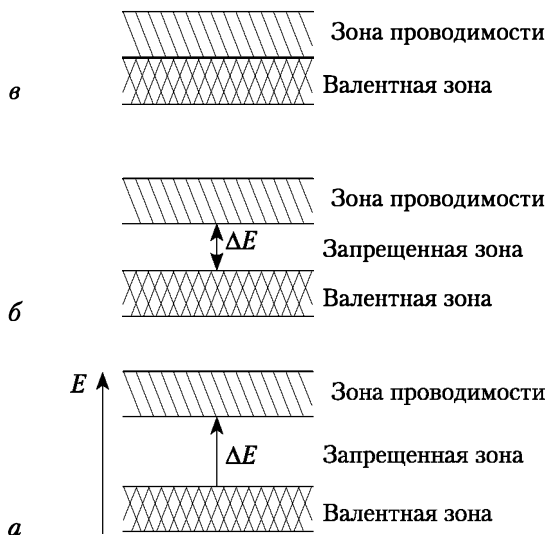 Зона проводимости
в
Валентная зона
Зона проводимости
ΔE
Запрещенная зона
Валентная зона
б
E
Зона проводимости
ΔE
Запрещенная зона
Валентная зона
а